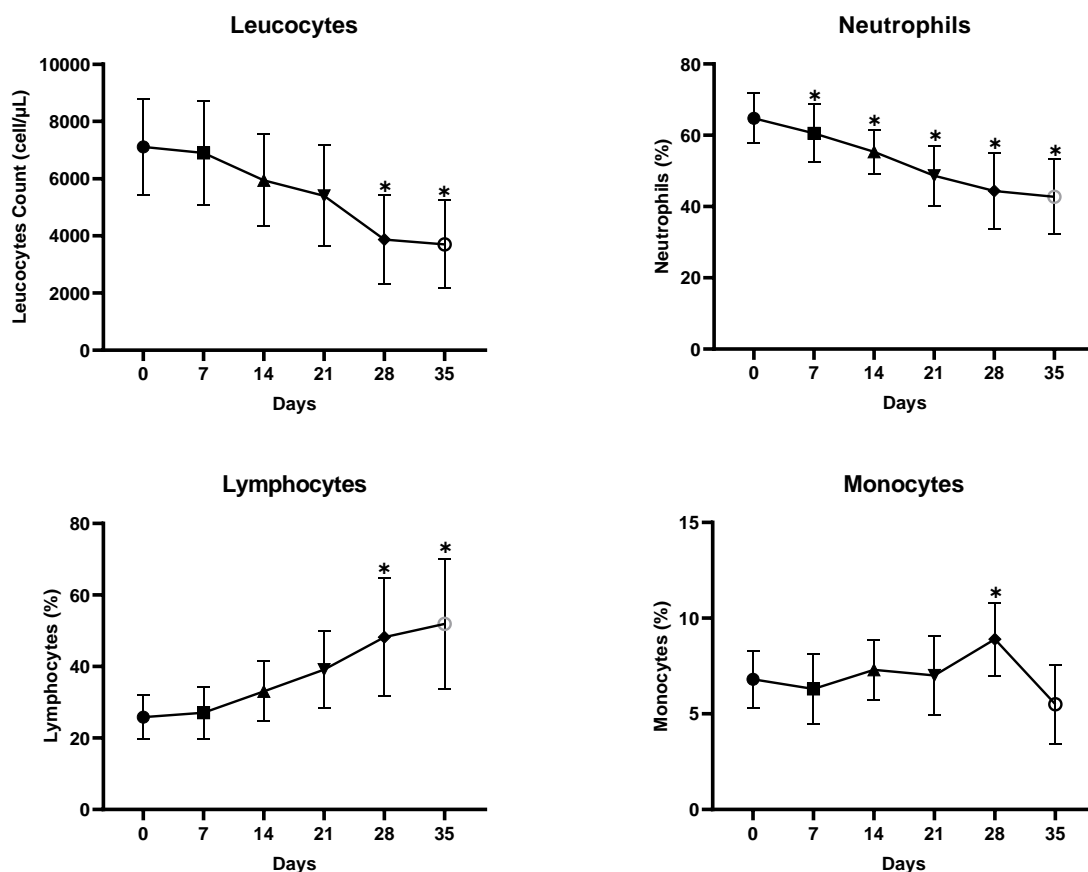 Leucocytes
Leucocytes Count (cell/µL)
10000
8000
6000
4000
2000
0
* *
0 7 14 21 28 35
Days
Neutrophils
Neutrophils (%)
80
60
40
20
0
* * * * *
0 7 14 21 28 35
Days
Lymphocytes
Lymphocytes (%)
80
60
40
20
0
* *
0 7 14 21 28 35
Days
Monocytes
Monocytes (%)
15
10
5
0
*
0 7 14 21 28 35
Days